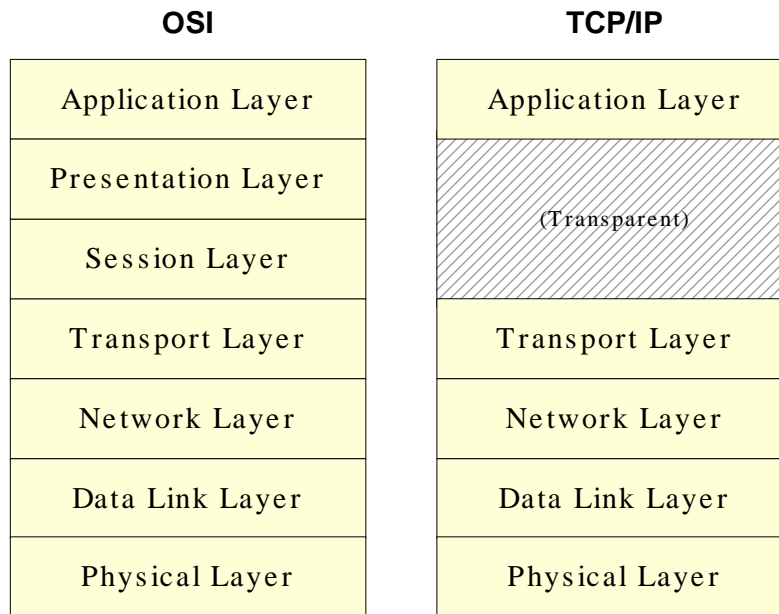 OSI
Application Layer
Presentation Layer
Session Layer
Transport Layer
Network Layer
Data Link Layer
Physical Layer
TCP/IP
Application Layer
(Transparent)
Transport Layer
Network Layer
Data Link Layer
Physical Layer